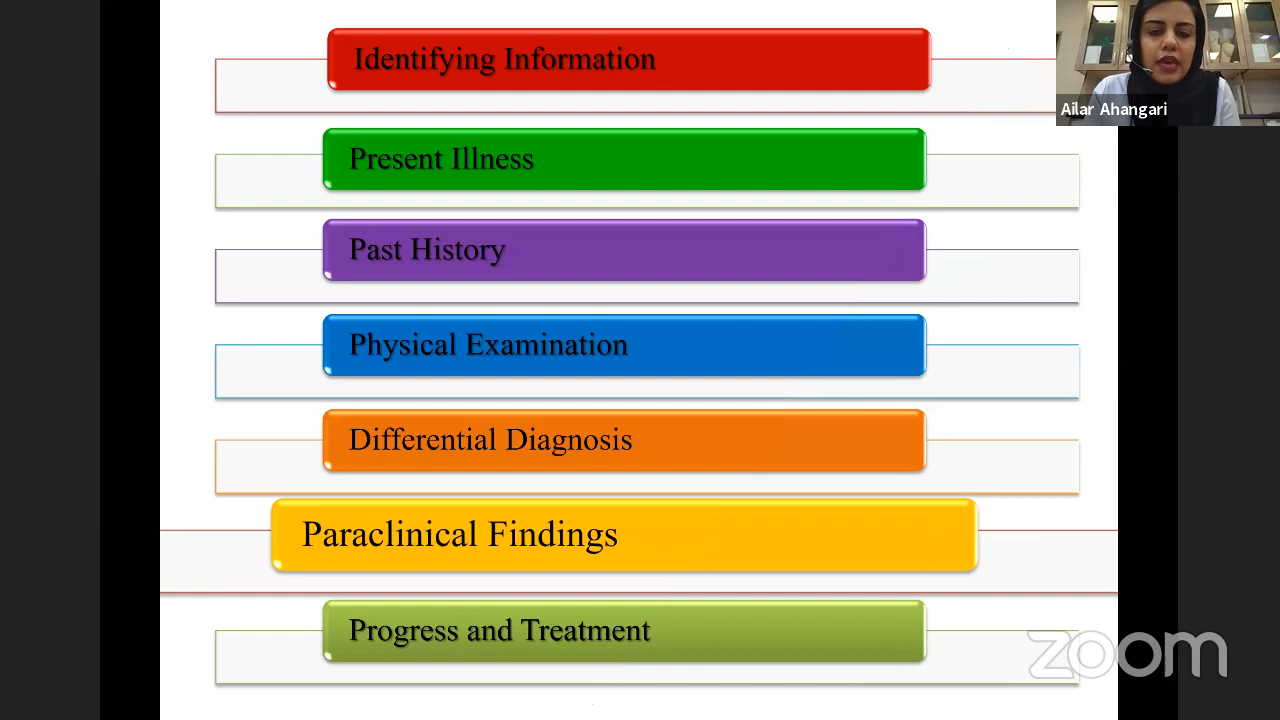 Identifying Information
Ailar Ahangari
Present Illness
Past History
Physical Examination
Differential Diagnosis
Paraclinical Findings
Progress and Treatment
zoom